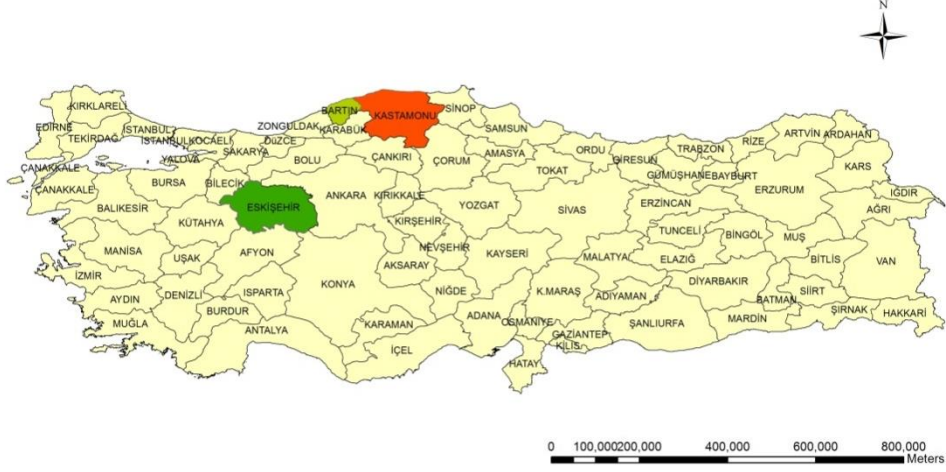 N
KIRKLARELİ
EDİRNE
TEKİRDAĞ
İSTANBUL
İSTANBUL
KOCAELİ
YALOVA
SAKARYA
DÜZCE
ZONGULDAK
BARTIN
KARABÜK
KASTAMONU
SİNOP
SAMSUN
ORDU
GİRESUN
TRABZON
RİZE
ARTVİN
ARDAHAN
ÇANAKKALE
ÇANAKKALE
BURSA
BİLECİK
BOLU
ÇANKIRI
ÇORUM
AMASYA
TOKAT
GÜMÜŞHANE
BAYBURT
ERZURUM
KARS
IĞDIR
BALIKESİR
KÜTAHYA
ESKİŞEHİR
ANKARA
KIRIKKALE
KIRŞEHİR
YOZGAT
SİVAS
ERZİNCAN
TUNCELİ
BİNGÖL
MUŞ
AĞRI
MANİSA
UŞAK
AFYON
NEVŞEHİR
KAYSERİ
MALATYA
ELAZIĞ
BİTLİS
VAN
İZMİR
AYDIN
DENİZLİ
ISPARTA
KONYA
AKSARAY
NİĞDE
K.MARAŞ
ADIYAMAN
DİYARBAKIR
BATMAN
SİİRT
ŞIRNAK
HAKKARİ
MUĞLA
BURDUR
ANTALYA
KARAMAN
İÇEL
ADANA
OSMANİYE
GAZİANTEP
KİLİS
ŞANLIURFA
MARDİN
HATAY
0 100,000200,000 400,000 600,000 800,000
Meters